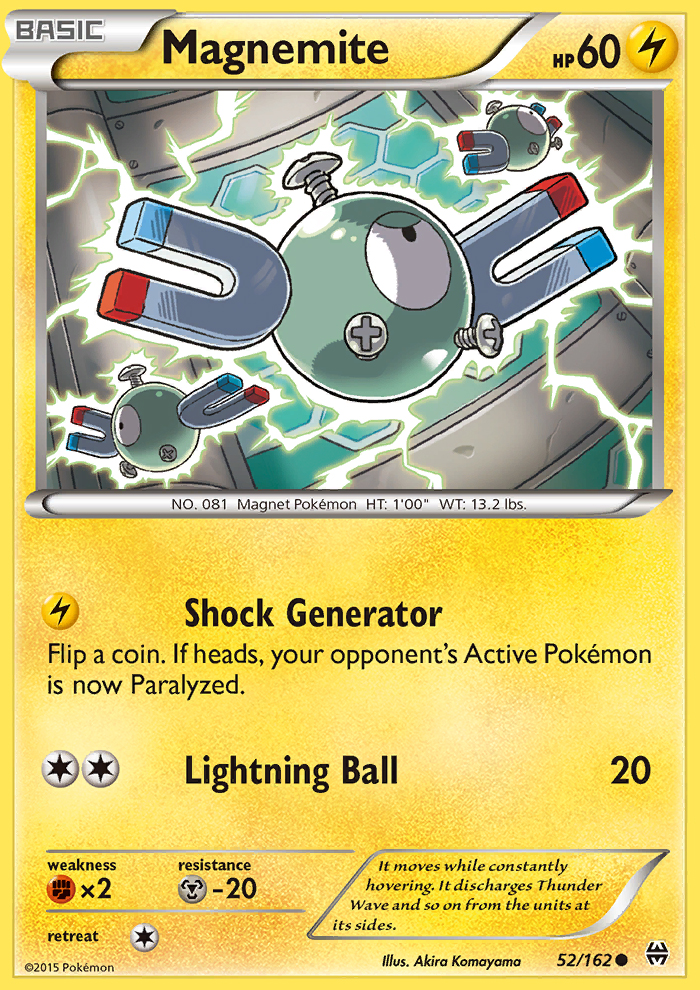 BASIC
Magnemite
HP60
NO. 081 Magnet Pokémon HT: 1'00" WT: 13.2 lbs.
Shock Generator
Flip a coin. If heads, your opponent's Active Pokémon
is now Paralyzed.
Lightning Ball 20
weakness resistance
×2 -20
It moves while constantly
hovering. It discharges Thunder
Wave and so on from the units at
its sides.
retreat
Illus. Akira Komayama 52/162
©2015 Pokémon